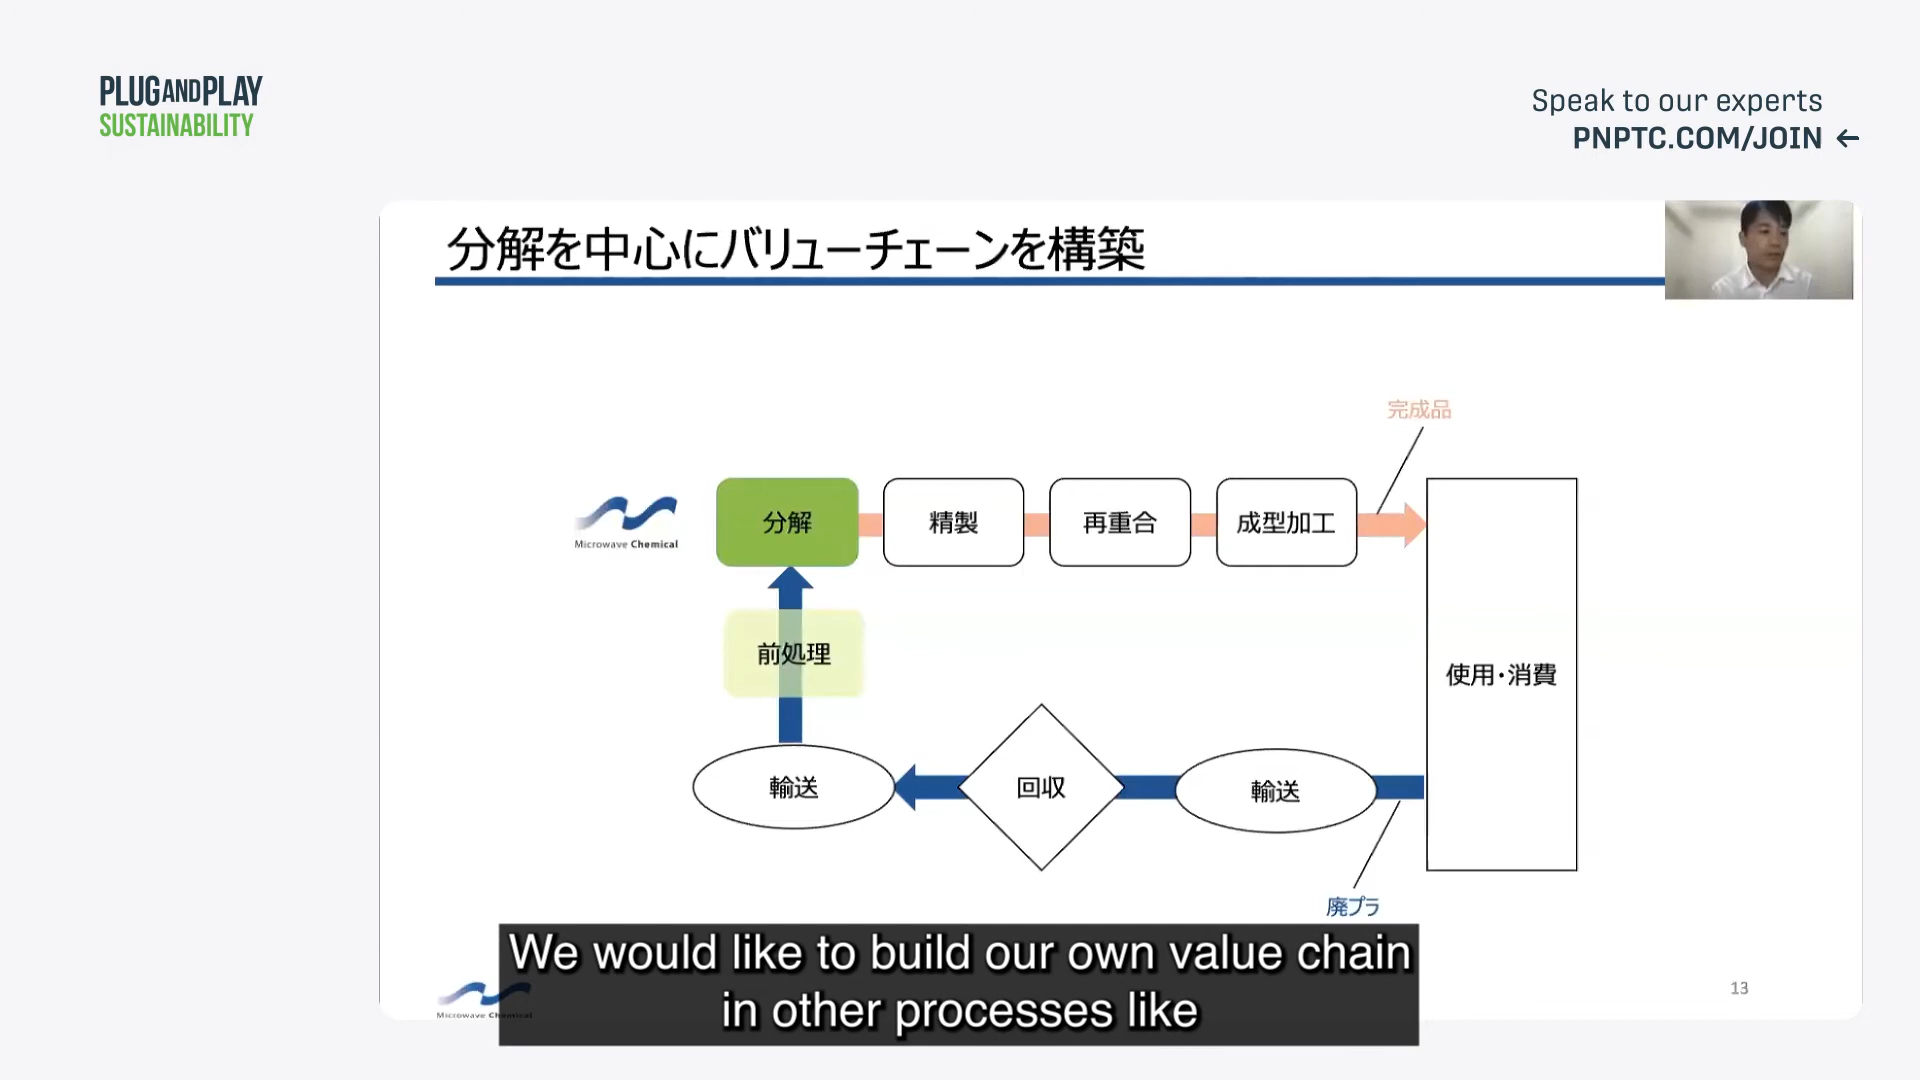 PLUGANDPLAY
SUSTAINABILITY
Speak to our experts
PNPTC.COM/JOIN ←
分解を中心にバリューチェーンを構築
完成品
Microwave Chemical
分解
精製
再重合
成型加工
前処理
使用・消費
輸送
回収
輸送
廃プラ
We would like to build our own value chain
in other processes like
Microwave Chemical
13